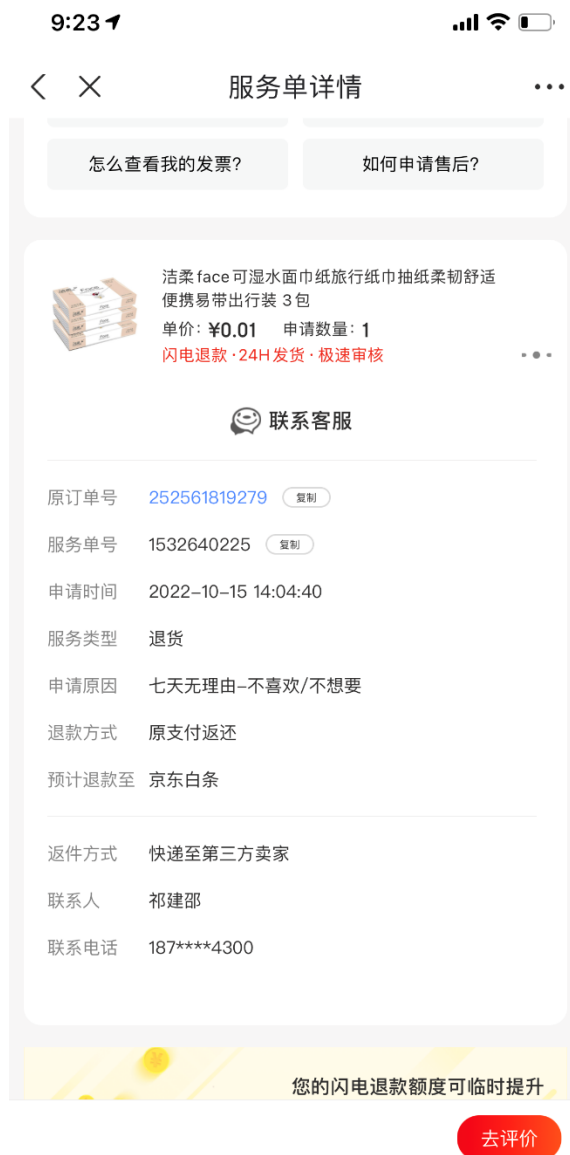 9:23
服务单详情
怎么查看我的发票?
如何申请售后?
洁柔face可湿水面巾纸旅行纸巾抽纸柔韧舒适
便携易带出行装 3包
单价: ¥0.01 申请数量: 1
闪电退款·24H发货·极速审核
联系客服
原订单号 252561819279 复制
服务单号 1532640225 复制
申请时间 2022-10-15 14:04:40
服务类型 退货
申请原因 七天无理由-不喜欢/不想要
退款方式 原支付返还
预计退款至 京东白条
返件方式 快递至第三方卖家
联系人 祁建邵
联系电话 187****4300
您的闪电退款额度可临时提升
去评价